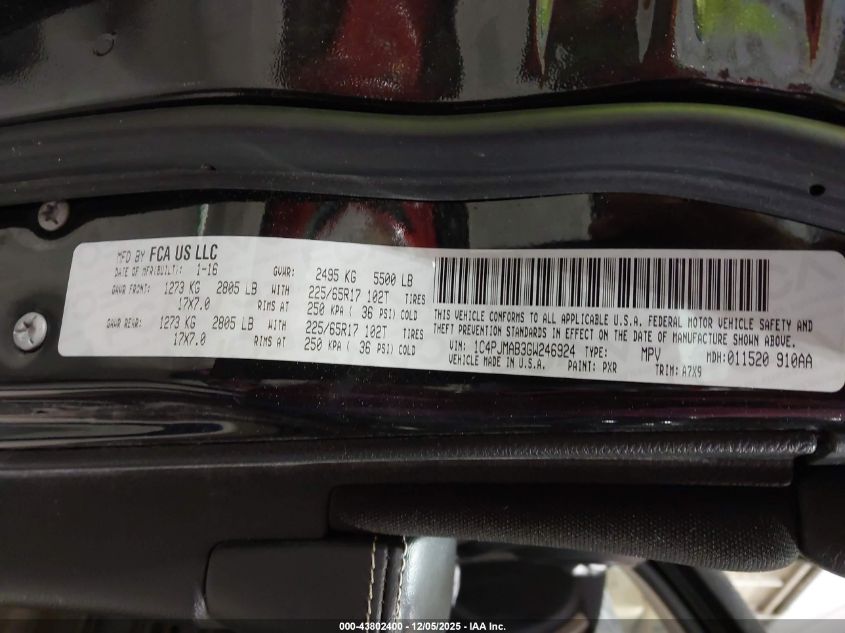 MFD BY FCA US LLC
DATE OF MFR(BUILT): 1-16 GVWR: 2495 KG 5500 LB
GAWR FRONT: 1273 KG 2805 LB WITH 225/65R17 102T TIRES
17X7.0 RIMS AT 250 KPA ( 36 PSI) COLD
GAWR REAR: 1273 KG 2805 LB WITH 225/65R17 102T TIRES
17X7.0 RIMS AT 250 KPA ( 36 PSI) COLD
THIS VEHICLE CONFORMS TO ALL APPLICABLE U.S.A. FEDERAL MOTOR VEHICLE SAFETY AND
THEFT PREVENTION STANDARDS IN EFFECT ON THE DATE OF MANUFACTURE SHOWN ABOVE.
VIN: 1C4PJMAB3GW246924 TYPE: MPV MDH: 011520 910AA
VEHICLE MADE IN U.S.A. PAINT: PXR TRIM: A7X9
000-43802400 - 12/05/2025 - IAA Inc.